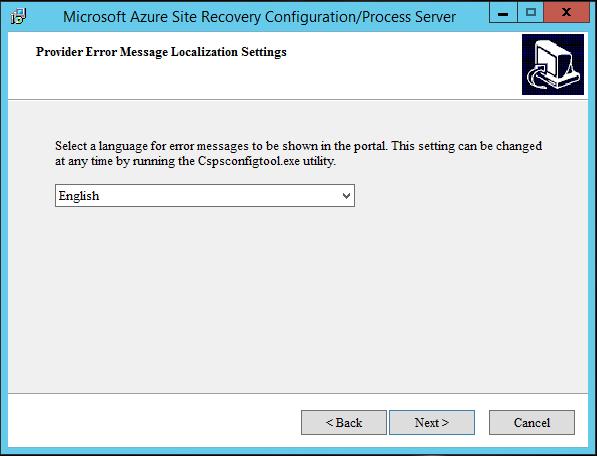 Microsoft Azure Site Recovery Configuration/Process Server
Provider Error Message Localization Settings
Select a language for error messages to be shown in the portal. This setting can be changed
at any time by running the Cspsconfigtool.exe utility.
English
< Back
Next >
Cancel